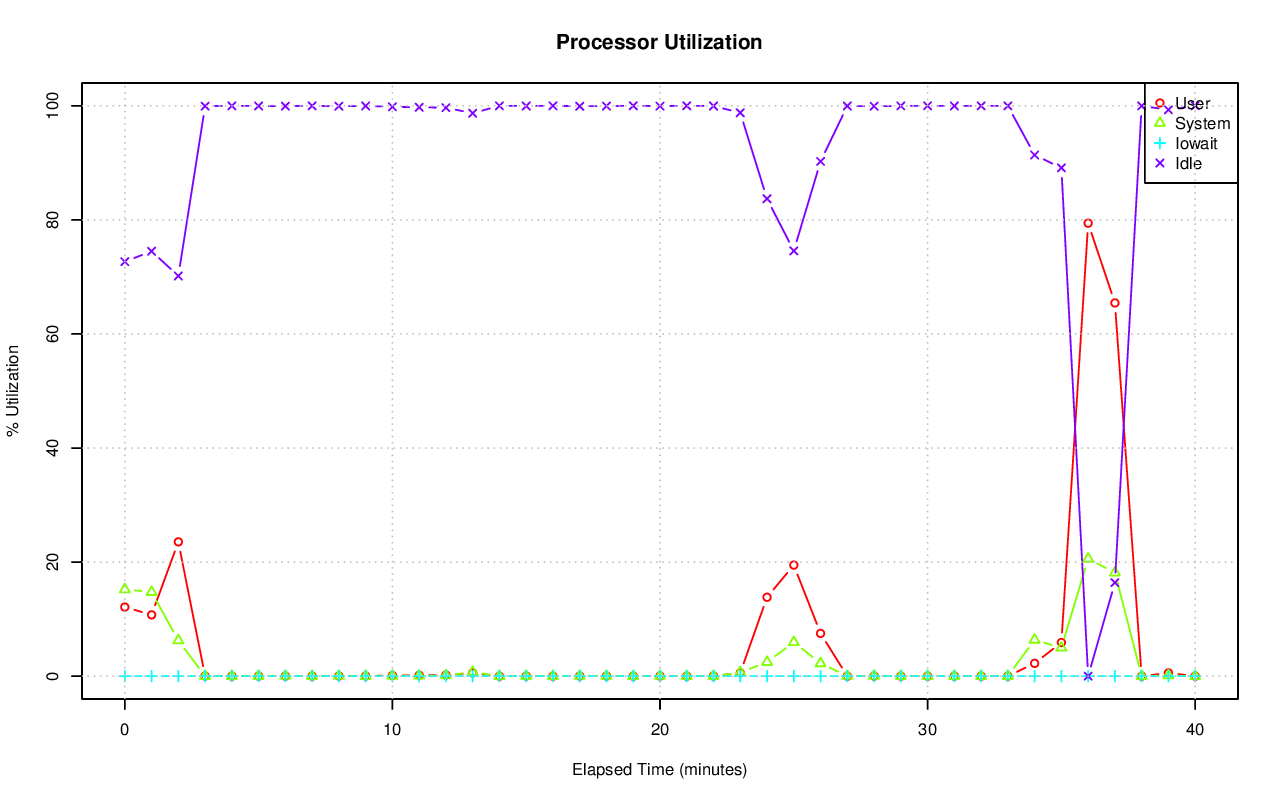 Processor Utilization
% Utilization
100
80
60
40
20
0
User
System
Iowait
Idle
0 10 20 30 40
Elapsed Time (minutes)